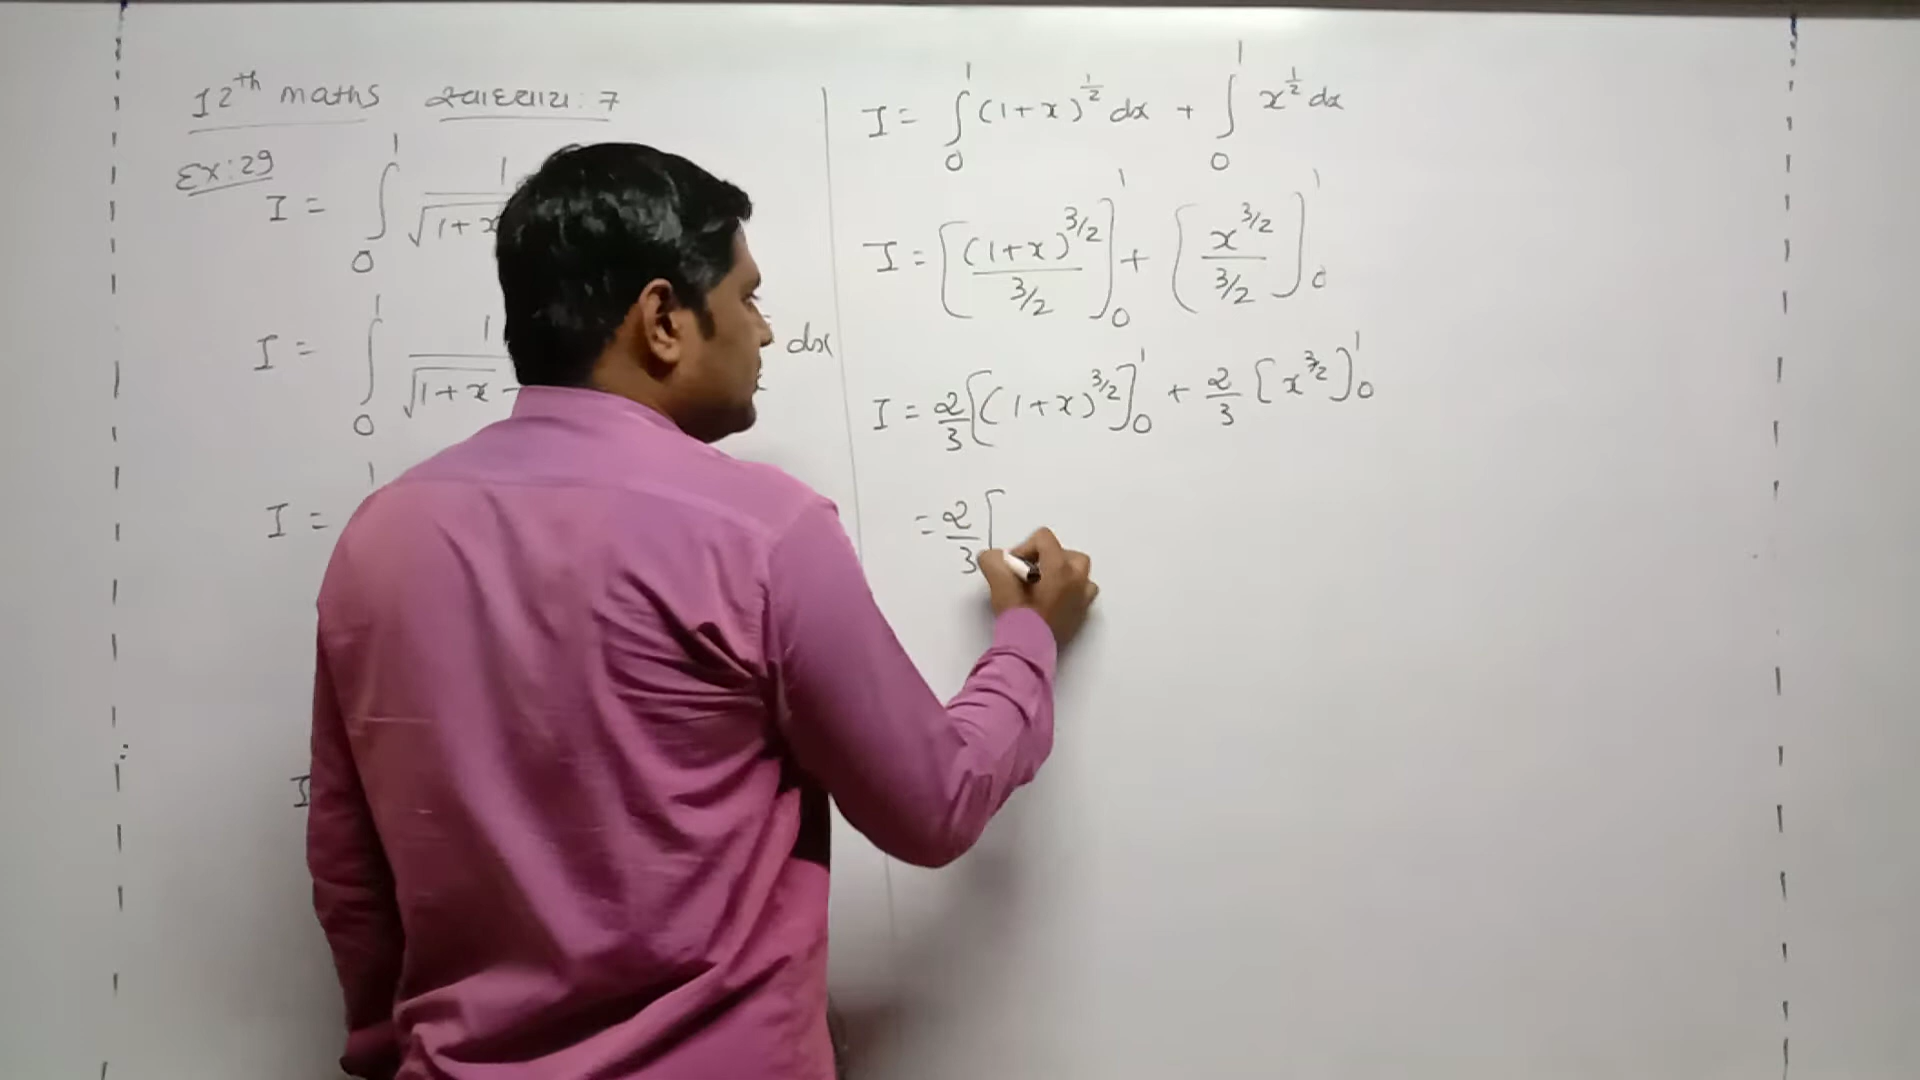 12th maths સ્વાધ્યાય: 7
Ex: 29
I = ∫₀¹ 1/√1+x
I = ∫₀¹ 1/√1+x - dx
I = 1
I
I = ∫₀¹ (1+x)^½ dx + ∫₀¹ x^½ dx
I = [(1+x)^3/2 / 3/2]₀¹ + [x^3/2 / 3/2]₀¹
I = 2/3 [(1+x)^3/2]₀¹ + 2/3 [x^3/2]₀¹
= 2/3 [